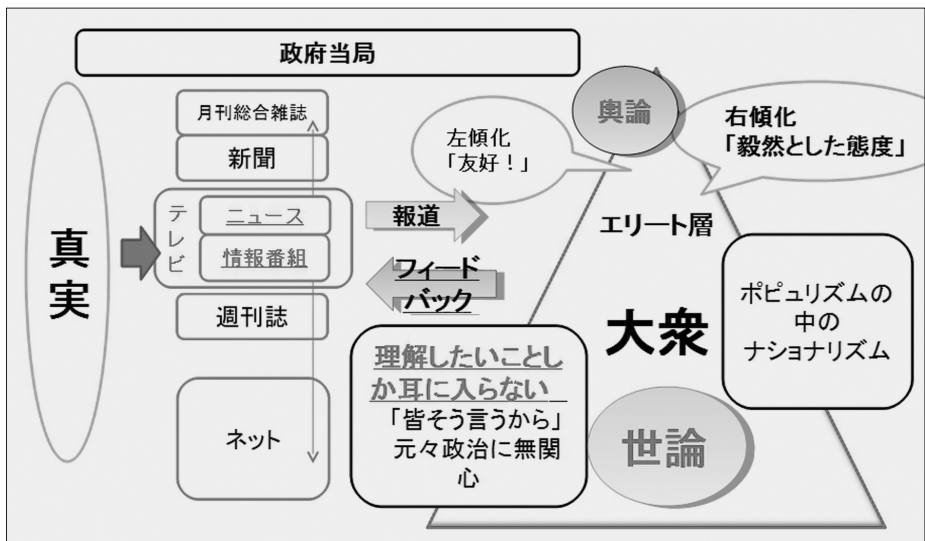 政府当局
真実
月刊総合雑誌
新聞
テレビ
ニュース
情報番組
週刊誌
ネット
報道
フィード
バック
理解したいことし
か耳に入らない
「皆そう言うから」
元々政治に無関
心
左傾化
「友好！」
輿論
右傾化
「毅然とした態度」
エリート層
大衆
世論
ポピュリズムの
中の
ナショナリズム